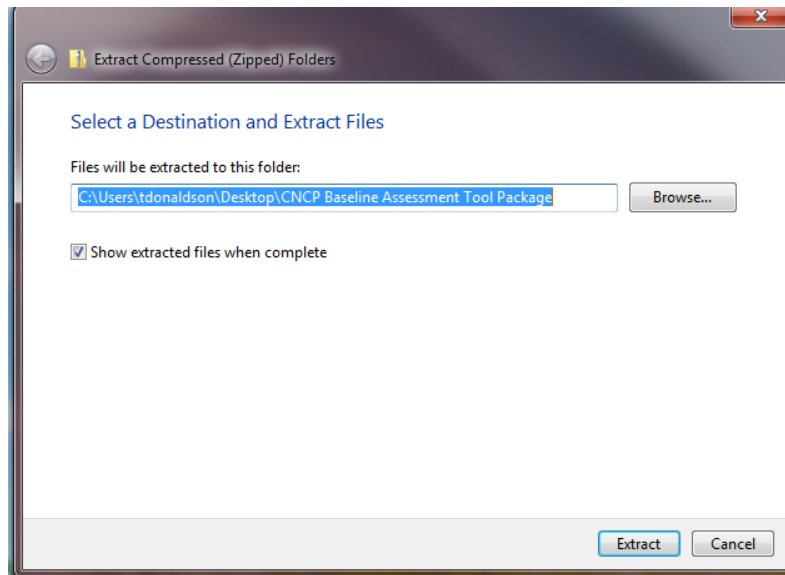 Extract Compressed (Zipped) Folders
Select a Destination and Extract Files
Files will be extracted to this folder:
C:\Users\tdonaldson\Desktop\CNCP Baseline Assessment Tool Package
Browse...
Show extracted files when complete
Extract
Cancel